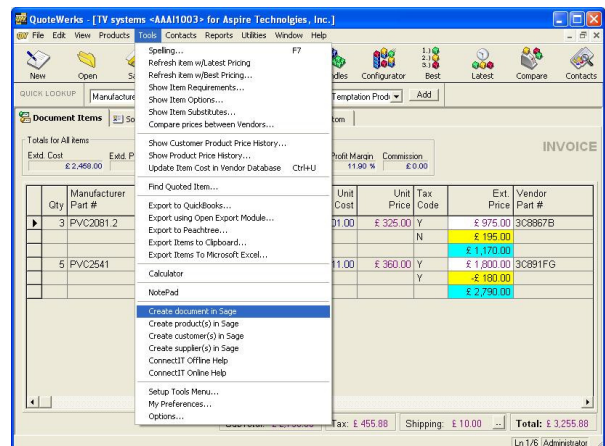 QuoteWerks - [TV systems <AAAI1003> for Aspire Technolgies, Inc.]
File Edit View Products Tools Contacts Reports Utilities Window Help
New Open Configurator Best Latest Compare Contacts
QUICK LOOKUP Manufacture Temptation Produ Add
Document Items
Totals for All items
Extd. Cost Extd. P Profit Margin Commission
£ 2,458.00 11.90 % £ 0.00
INVOICE
Qty Manufacturer Part # Unit Cost Unit Price Tax Code Ext. Price Vendor Part #
3 PVC2081.2 01.00 £ 325.00 Y £ 975.00 3C8867B
N £ 195.00
£ 1,170.00
5 PVC2541 11.00 £ 360.00 Y £ 1,800.00 3C891FG
Y -£ 180.00
£ 2,790.00
Spelling... F7
Refresh item w/Latest Pricing
Refresh item w/Best Pricing...
Show Item Requirements...
Show Item Options...
Show Item Substitutes...
Compare prices between Vendors...
Show Customer Product Price History...
Show Product Price History...
Update Item Cost in Vendor Database Ctrl+U
Find Quoted Item...
Export to QuickBooks...
Export using Open Export Module...
Export to Peachtree...
Export Items to Clipboard...
Export Items To Microsoft Excel...
Calculator
NotePad
Create document in Sage
Create product(s) in Sage
Create customer(s) in Sage
Create supplier(s) in Sage
ConnectIT Offline Help
ConnectIT Online Help
Setup Tools Menu...
My Preferences...
Options...
Tax: £ 455.88 Shipping: £ 10.00 ... Total: £ 3,255.88
Ln 1/6 Administrator